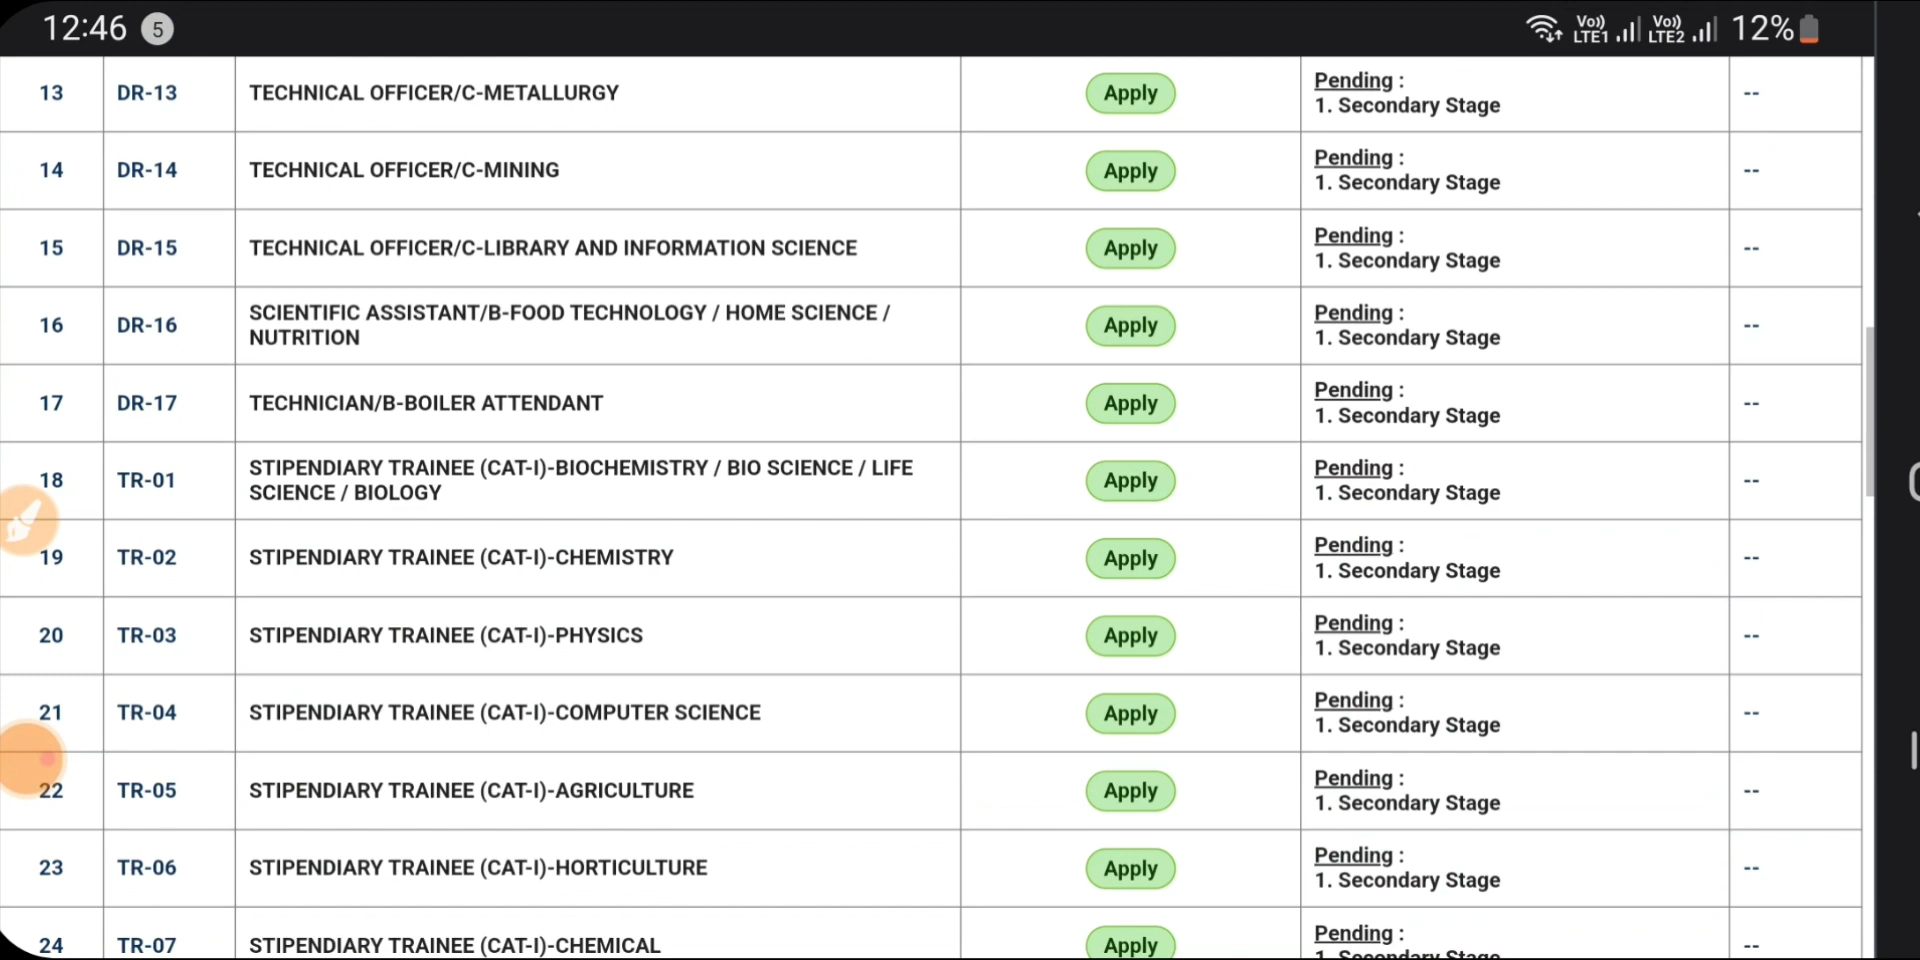 12:46 5 Vo)) LTE1 Vo)) LTE2 12%
13 DR-13 TECHNICAL OFFICER/C-METALLURGY Apply Pending :
1. Secondary Stage --
14 DR-14 TECHNICAL OFFICER/C-MINING Apply Pending :
1. Secondary Stage --
15 DR-15 TECHNICAL OFFICER/C-LIBRARY AND INFORMATION SCIENCE Apply Pending :
1. Secondary Stage --
16 DR-16 SCIENTIFIC ASSISTANT/B-FOOD TECHNOLOGY / HOME SCIENCE / Apply Pending :
NUTRITION 1. Secondary Stage --
17 DR-17 TECHNICIAN/B-BOILER ATTENDANT Apply Pending :
1. Secondary Stage --
18 TR-01 STIPENDIARY TRAINEE (CAT-I)-BIOCHEMISTRY / BIO SCIENCE / LIFE Apply Pending :
SCIENCE / BIOLOGY 1. Secondary Stage --
19 TR-02 STIPENDIARY TRAINEE (CAT-I)-CHEMISTRY Apply Pending :
1. Secondary Stage --
20 TR-03 STIPENDIARY TRAINEE (CAT-I)-PHYSICS Apply Pending :
1. Secondary Stage --
21 TR-04 STIPENDIARY TRAINEE (CAT-I)-COMPUTER SCIENCE Apply Pending :
1. Secondary Stage --
22 TR-05 STIPENDIARY TRAINEE (CAT-I)-AGRICULTURE Apply Pending :
1. Secondary Stage --
23 TR-06 STIPENDIARY TRAINEE (CAT-I)-HORTICULTURE Apply Pending :
1. Secondary Stage --
24 TR-07 STIPENDIARY TRAINEE (CAT-I)-CHEMICAL Apply Pending :
1. Secondary Stage --